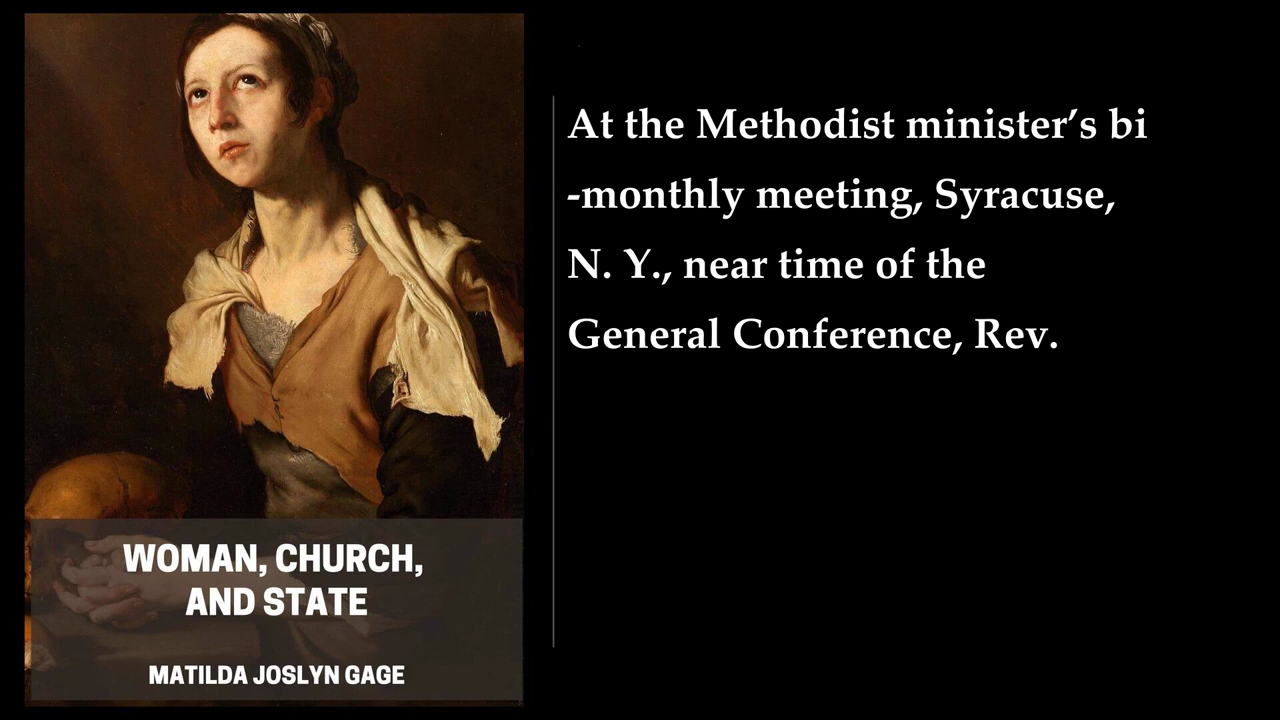 WOMAN, CHURCH,
AND STATE
MATILDA JOSLYN GAGE
At the Methodist minister’s bi
-monthly meeting, Syracuse,
N. Y., near time of the
General Conference, Rev.